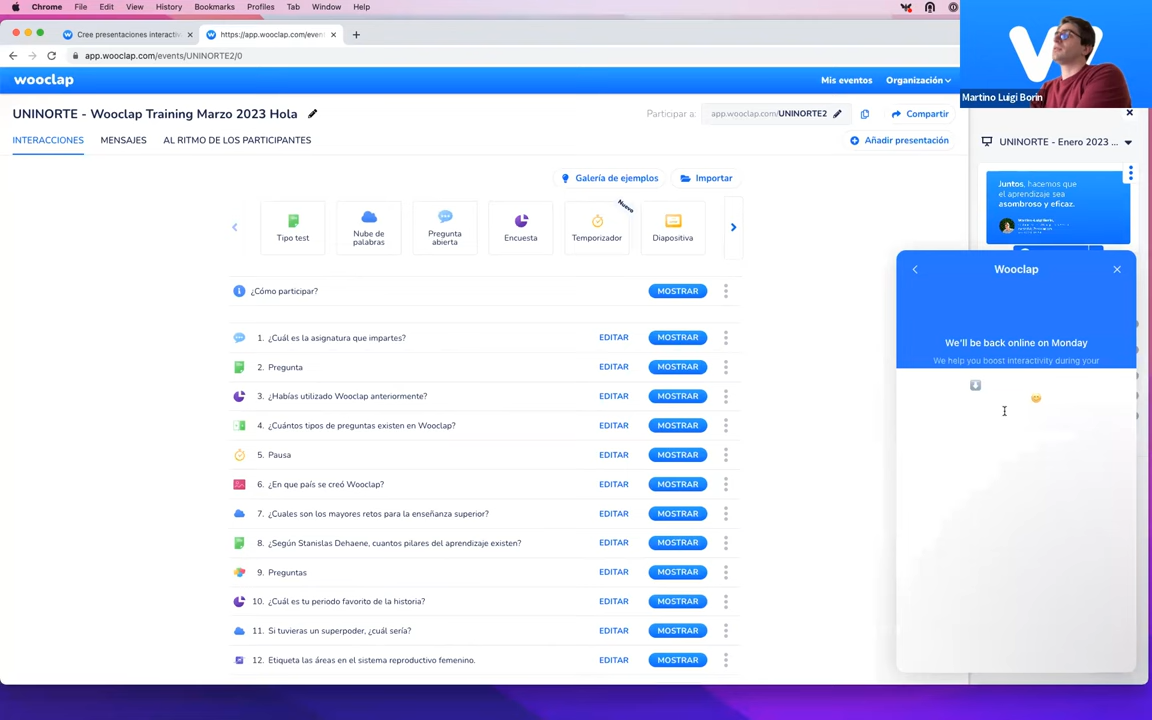 Chrome File Edit View History Bookmarks Profiles Tab Window Help
Cree presentaciones interactiv
https://app.wooclap.com/even
app.wooclap.com/events/UNINORTE2/0
wooclap
Mis eventos
Organización
Martino Luigi Borin
UNINORTE - Wooclap Training Marzo 2023 Hola
Participar a:
app.wooclap.com/UNINORTE2
Compartir
INTERACCIONES
MENSAJES
AL RITMO DE LOS PARTICIPANTES
Añadir presentación
UNINORTE - Enero 2023 ...
Juntos, hacemos que
el aprendizaje sea
asombroso y eficaz.
Galería de ejemplos
Importar
Nuevo
Tipo test
Nube de
palabras
Pregunta
abierta
Encuesta
Temporizador
Diapositiva
¿Cómo participar? MOSTRAR
1. ¿Cuál es la asignatura que impartes? EDITAR MOSTRAR
2. Pregunta EDITAR MOSTRAR
3. ¿Habías utilizado Wooclap anteriormente? EDITAR MOSTRAR
4. ¿Cuántos tipos de preguntas existen en Wooclap? EDITAR MOSTRAR
5. Pausa EDITAR MOSTRAR
6. ¿En que país se creó Wooclap? EDITAR MOSTRAR
7. ¿Cuales son los mayores retos para la enseñanza superior? EDITAR MOSTRAR
8. ¿Según Stanislas Dehaene, cuantos pilares del aprendizaje existen? EDITAR MOSTRAR
9. Preguntas EDITAR MOSTRAR
10. ¿Cuál es tu periodo favorito de la historia? EDITAR MOSTRAR
11. Si tuvieras un superpoder, ¿cuál sería? EDITAR MOSTRAR
12. Etiqueta las áreas en el sistema reproductivo femenino. EDITAR MOSTRAR
Wooclap
We'll be back online on Monday
We help you boost interactivity during your